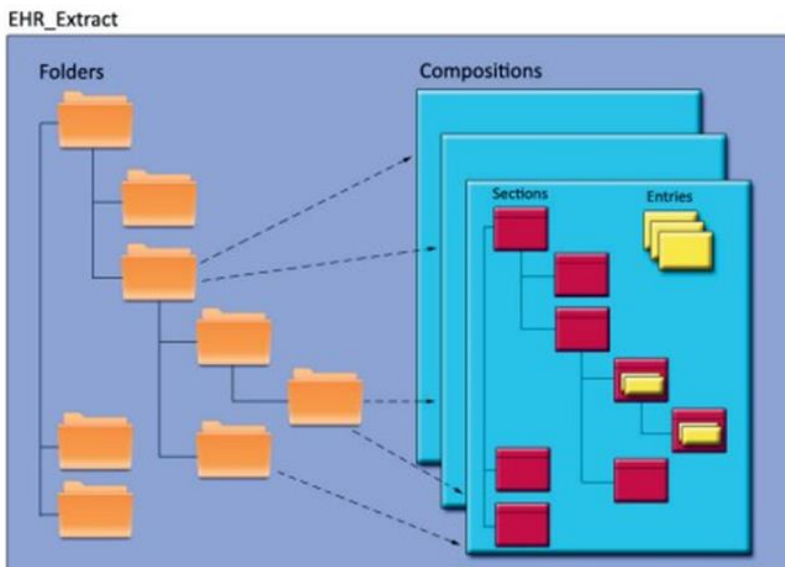 EHR_Extract
Folders
Compositions
Sections
Entries